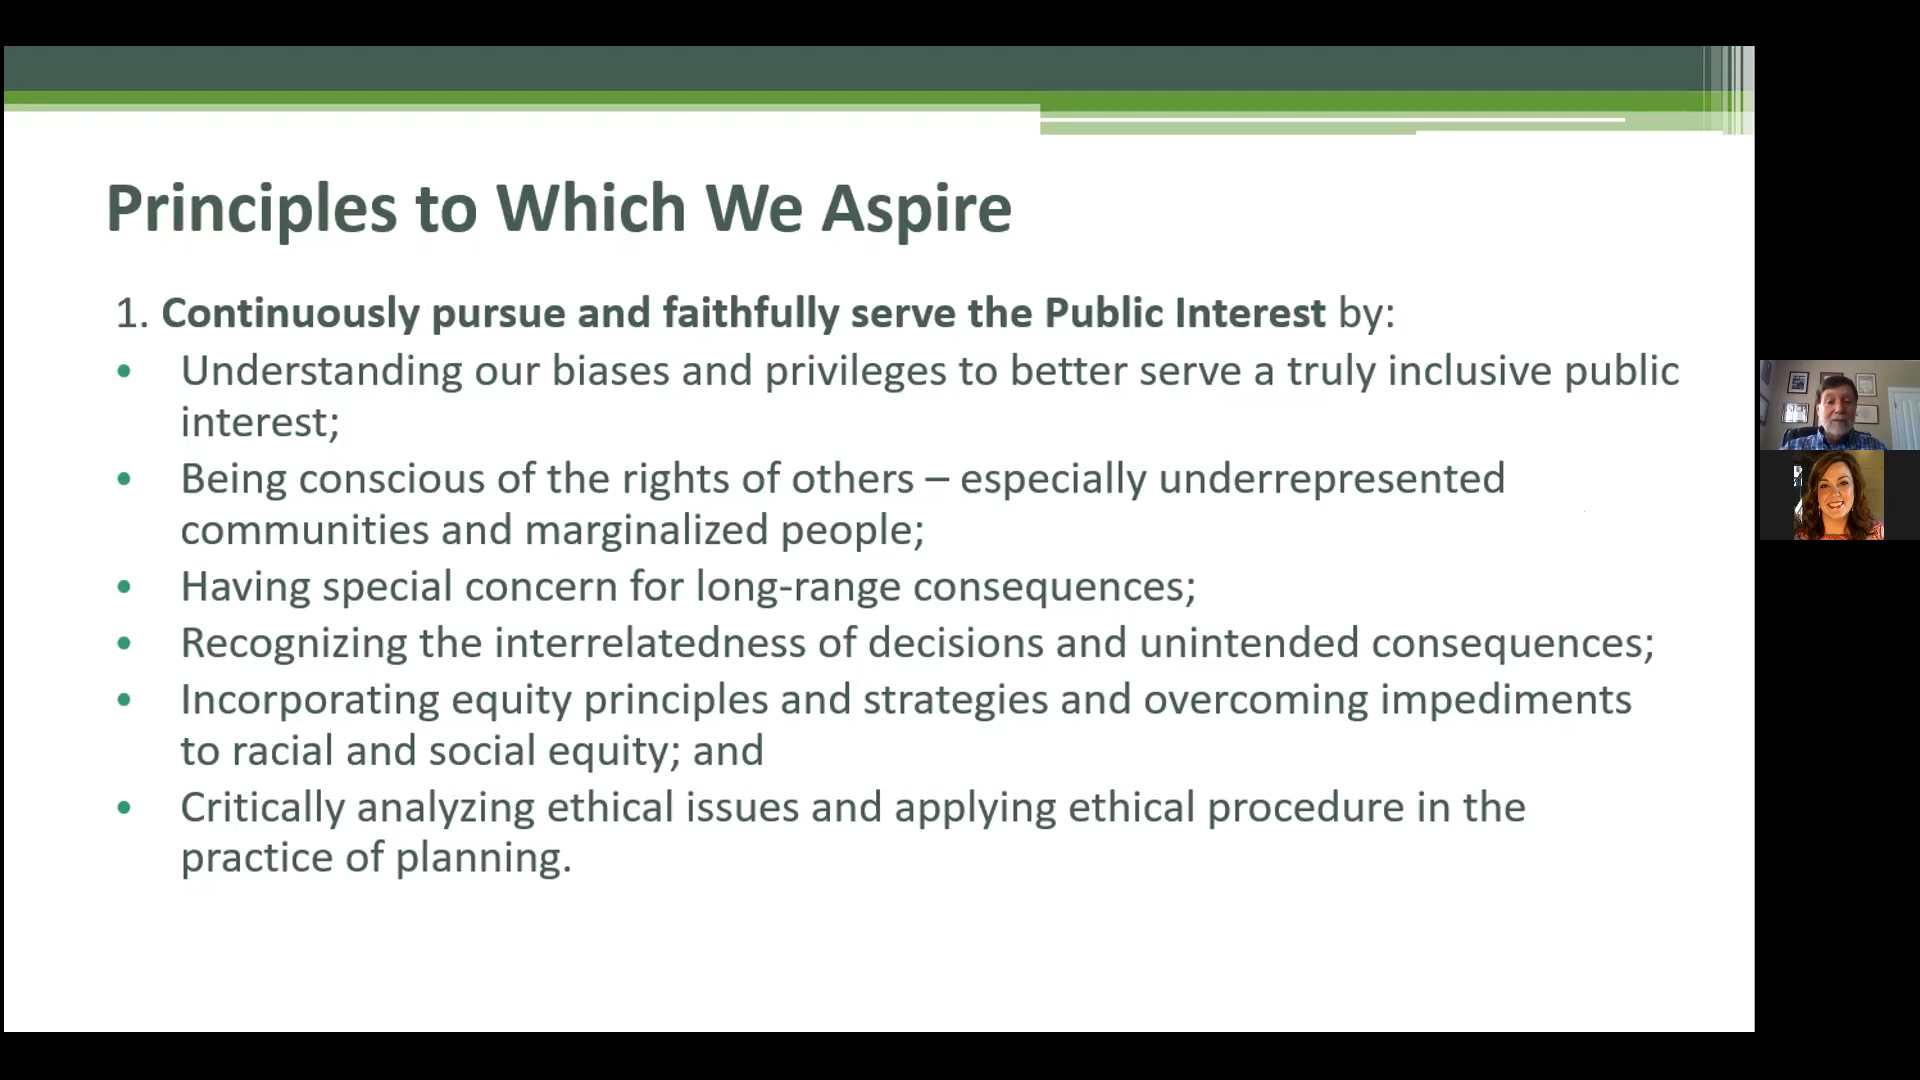 Principles to Which We Aspire
1. Continuously pursue and faithfully serve the Public Interest by:
• Understanding our biases and privileges to better serve a truly inclusive public
interest;
• Being conscious of the rights of others – especially underrepresented
communities and marginalized people;
• Having special concern for long-range consequences;
• Recognizing the interrelatedness of decisions and unintended consequences;
• Incorporating equity principles and strategies and overcoming impediments
to racial and social equity; and
• Critically analyzing ethical issues and applying ethical procedure in the
practice of planning.